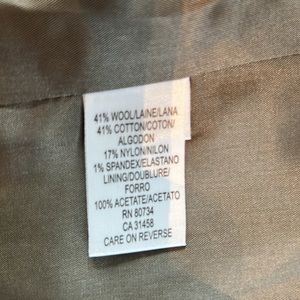 41% WOOL/LAINE/LANA
41% COTTON/COTON/
ALGODON
17% NYLON/NILON
1% SPANDEX/ELASTANO
LINING/DOUBLURE/
FORRO
100% ACETATE/ACETATO
RN 80734
CA 31458
CARE ON REVERSE